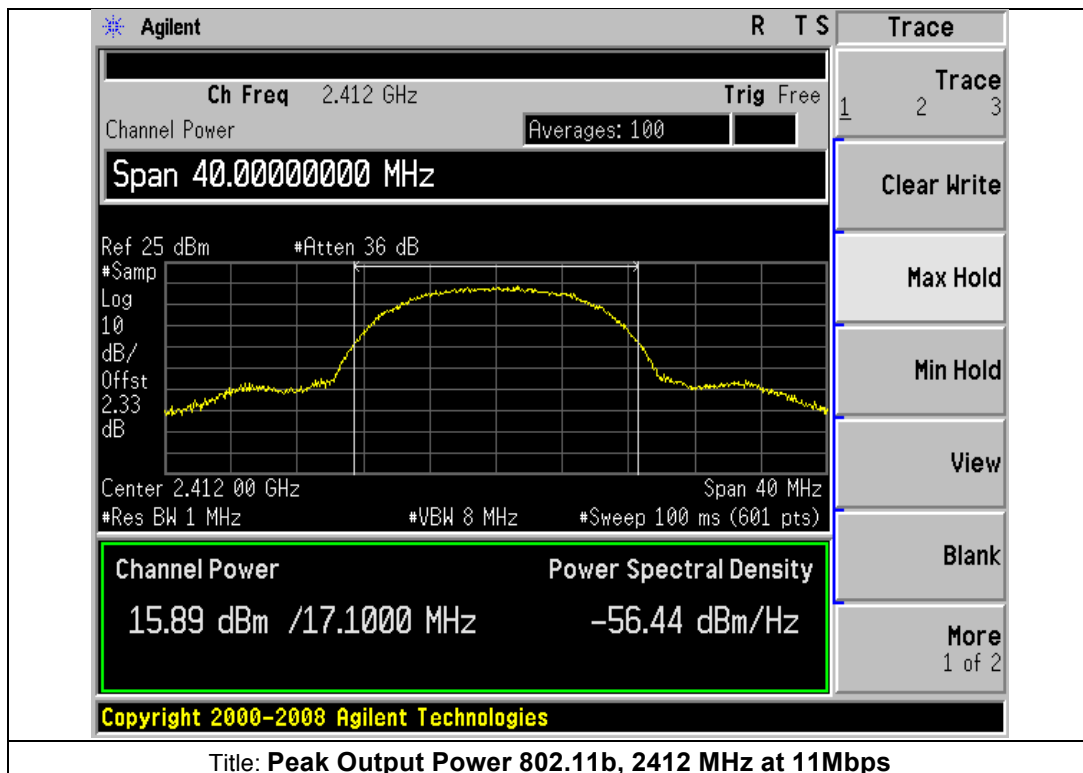 Agilent R T S Trace
Ch Freq 2.412 GHz Trig Free
Channel Power Averages: 100
Span 40.00000000 MHz
Ref 25 dBm #Atten 36 dB
#Samp
Log
10
dB/
Offst
2.33
dB
Center 2.412 00 GHz Span 40 MHz
#Res BW 1 MHz #VBW 8 MHz #Sweep 100 ms (601 pts)
Channel Power Power Spectral Density
15.89 dBm /17.1000 MHz -56.44 dBm/Hz
Copyright 2000-2008 Agilent Technologies
Trace
1 2 3
Clear Write
Max Hold
Min Hold
View
Blank
More
1 of 2
Title: Peak Output Power 802.11b, 2412 MHz at 11Mbps